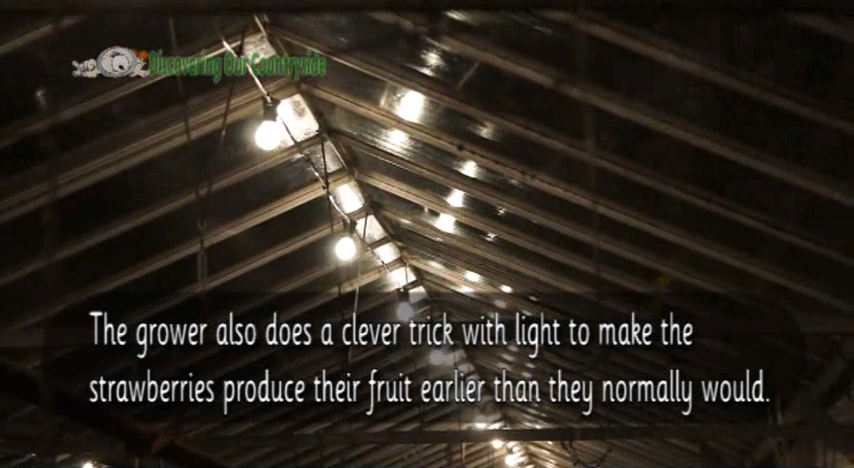 Discovering Our Countryside
The grower also does a clever trick with light to make the
strawberries produce their fruit earlier than they normally would.